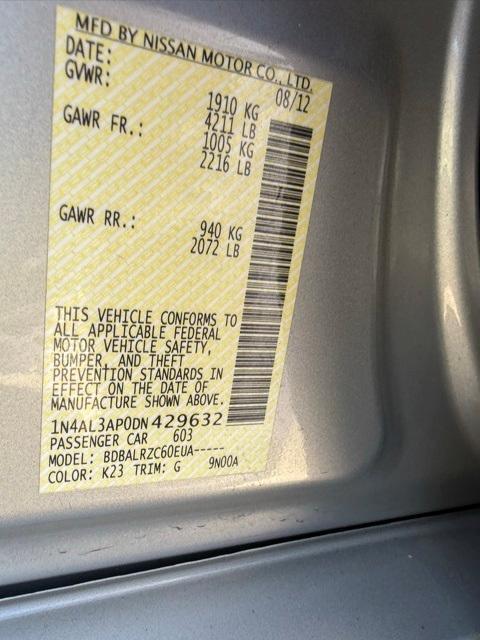 MFD BY NISSAN MOTOR CO., LTD.
DATE: 08/12
GVWR: 1910 KG
4211 LB
GAWR FR.: 1005 KG
2216 LB
GAWR RR.: 940 KG
2072 LB
THIS VEHICLE CONFORMS TO
ALL APPLICABLE FEDERAL
MOTOR VEHICLE SAFETY,
BUMPER, AND THEFT
PREVENTION STANDARDS IN
EFFECT ON THE DATE OF
MANUFACTURE SHOWN ABOVE.
1N4AL3AP0DN429632
PASSENGER CAR 603
MODEL: BDBALRZC60EUA-----
COLOR: K23 TRIM: G 9N00A